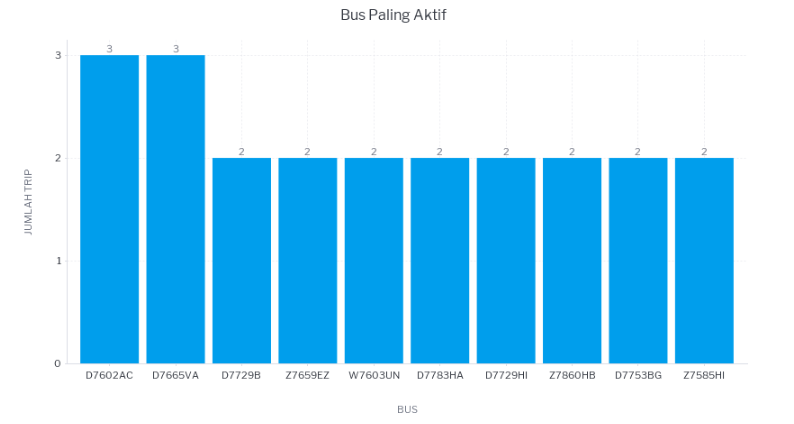 Bus Paling Aktif
JUMLAH TRIP
3
2
1
0
3 3 2 2 2 2 2 2 2 2
D7602AC D7665VA D7729B Z7659EZ W7603UN D7783HA D7729HI Z7860HB D7753BG Z7585HI
BUS